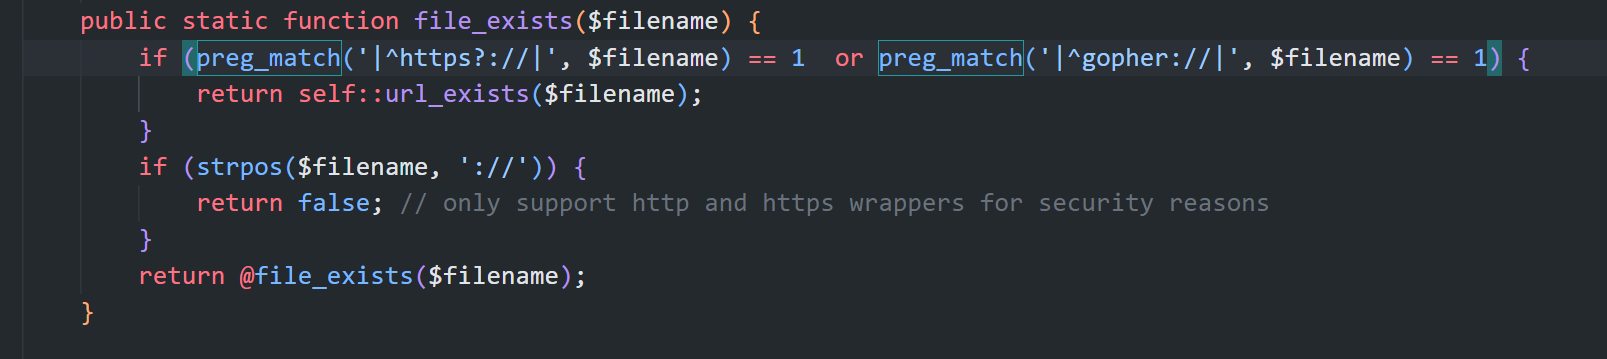 public static function file_exists($filename) {
if (preg_match('|^https?://|', $filename) == 1  or preg_match('|^gopher://|', $filename) == 1) {
return self::url_exists($filename);
}
if (strpos($filename, '://')) {
return false; // only support http and https wrappers for security reasons
}
return @file_exists($filename);
}